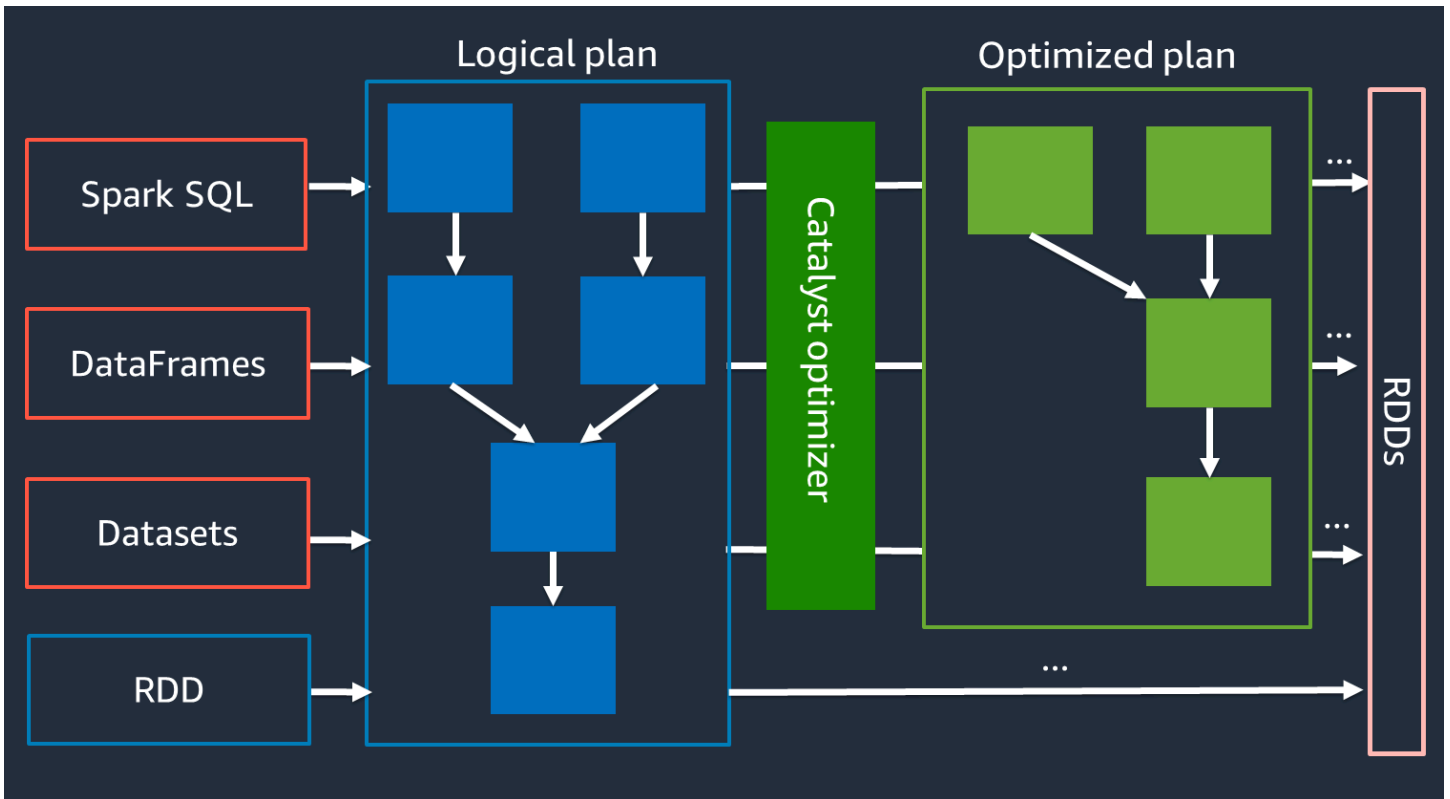 Logical plan
Optimized plan
Spark SQL
DataFrames
Datasets
RDD
Catalyst optimizer
...
...
...
...
RDDs